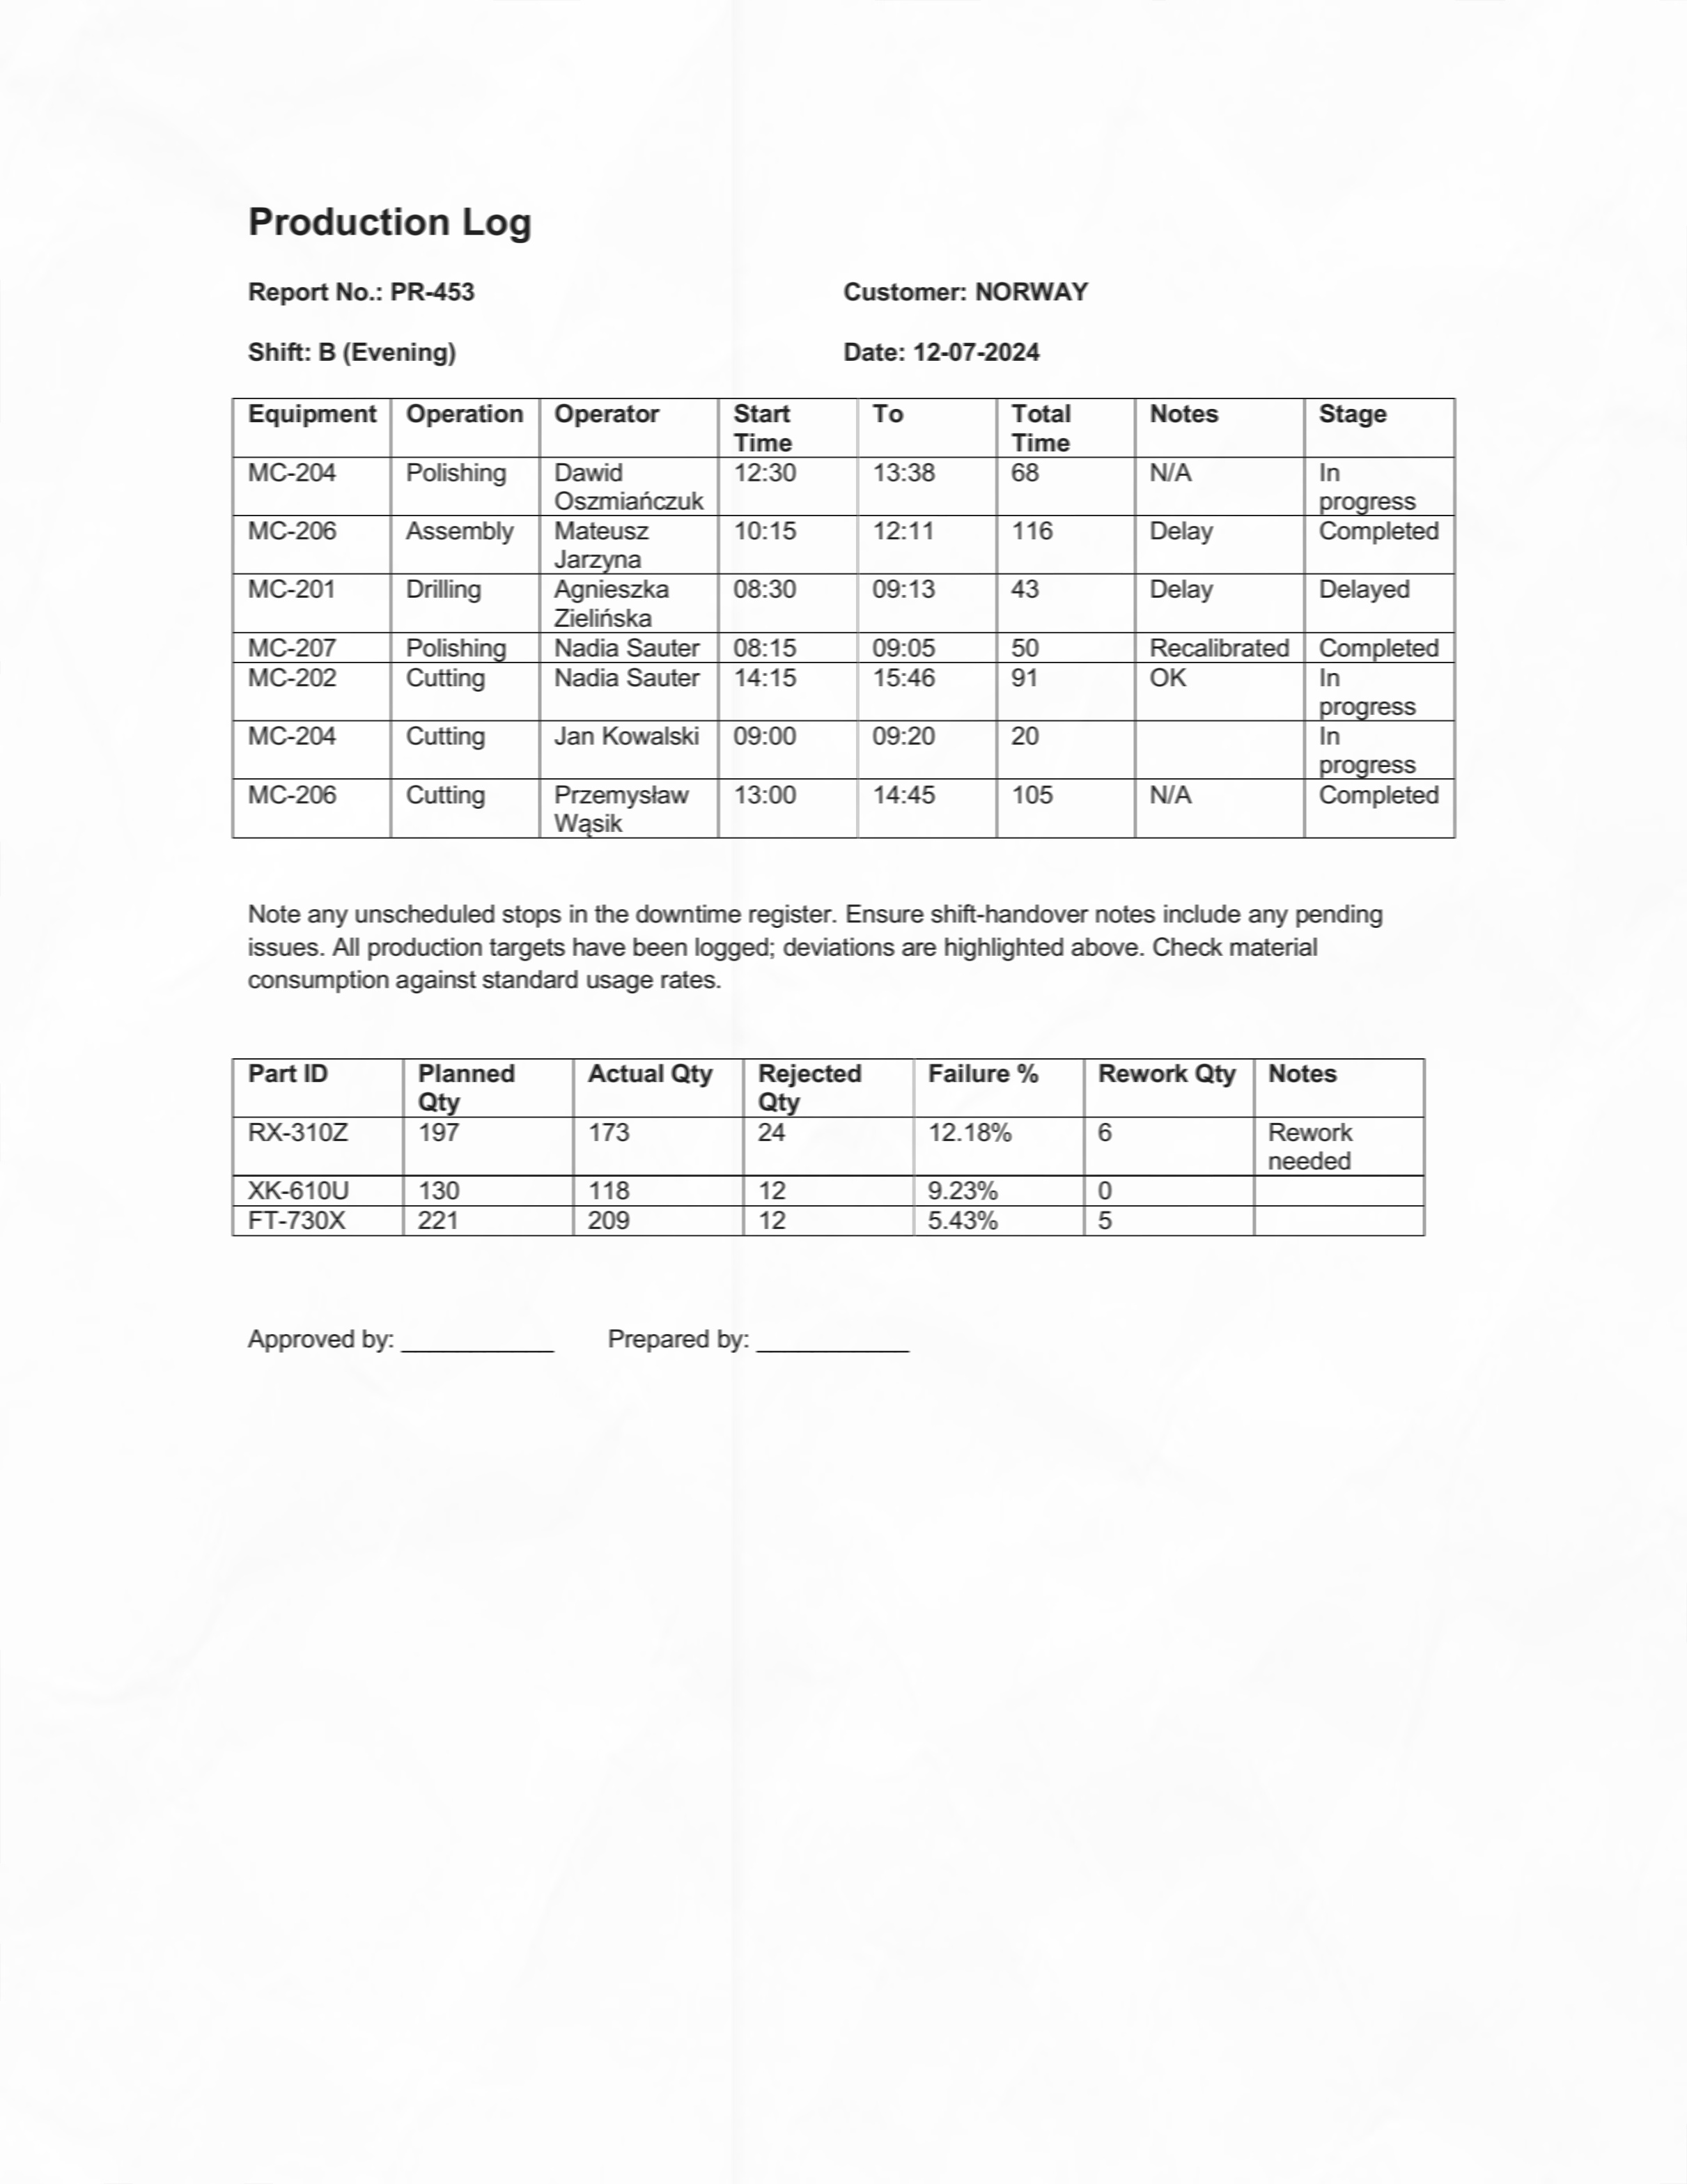 Production Log
Report No.: PR-453 Customer: NORWAY
Shift: B (Evening) Date: 12-07-2024
Equipment Operation Operator Start Time To Total Time Notes Stage
MC-204 Polishing Dawid Oszmiańczuk 12:30 13:38 68 N/A In progress
MC-206 Assembly Mateusz Jarzyna 10:15 12:11 116 Delay Completed
MC-201 Drilling Agnieszka Zielińska 08:30 09:13 43 Delay Delayed
MC-207 Polishing Nadia Sauter 08:15 09:05 50 Recalibrated Completed
MC-202 Cutting Nadia Sauter 14:15 15:46 91 OK In progress
MC-204 Cutting Jan Kowalski 09:00 09:20 20 In progress
MC-206 Cutting Przemysław Wąsik 13:00 14:45 105 N/A Completed
Note any unscheduled stops in the downtime register. Ensure shift-handover notes include any pending
issues. All production targets have been logged; deviations are highlighted above. Check material
consumption against standard usage rates.
Part ID Planned Qty Actual Qty Rejected Qty Failure % Rework Qty Notes
RX-310Z 197 173 24 12.18% 6 Rework needed
XK-610U 130 118 12 9.23% 0
FT-730X 221 209 12 5.43% 5
Approved by: ___________ Prepared by: ___________